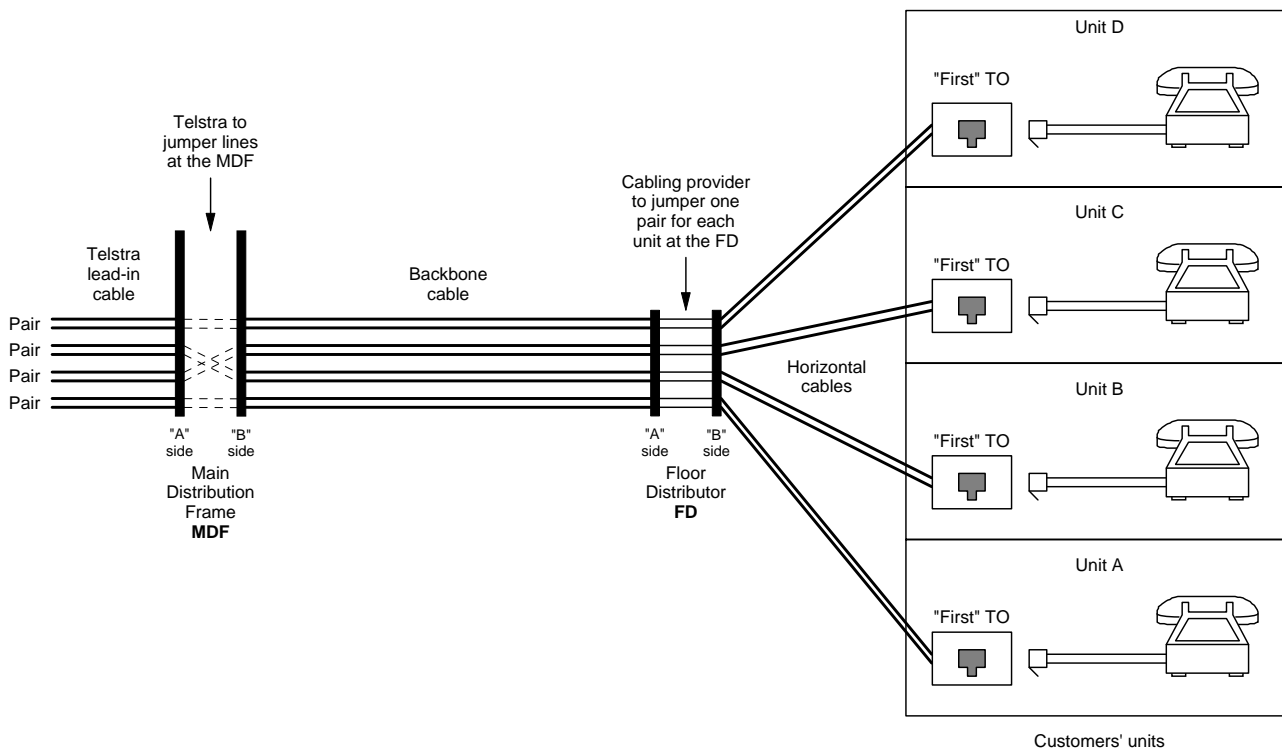 Unit D
"First" TO
Telstra to
jumper lines
at the MDF
Cabling provider
to jumper one
pair for each
unit at the FD
Unit C
"First" TO
Telstra
lead-in
cable
Backbone
cable
Pair
Pair
Pair
Pair
Horizontal
cables
Unit B
"First" TO
"A"
side
"B"
side
Main
Distribution
Frame
MDF
"A"
side
"B"
side
Floor
Distributor
FD
Unit A
"First" TO
Customers' units